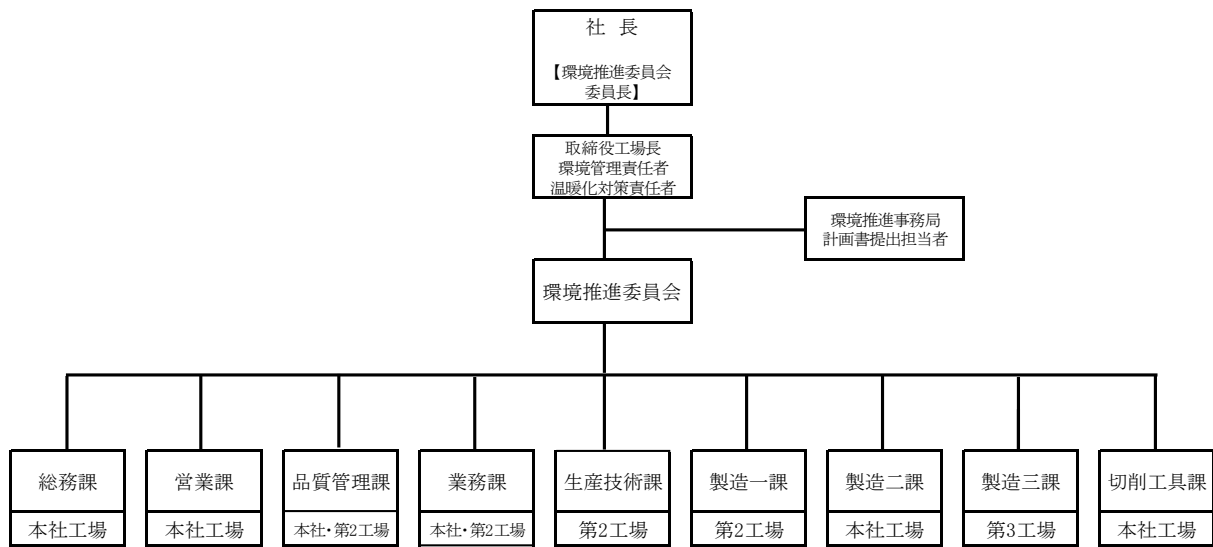 社 長
【環境推進委員会
委員長】
取締役工場長
環境管理責任者
温暖化対策責任者
環境推進事務局
計画書提出担当者
環境推進委員会
総務課
本社工場
営業課
本社工場
品質管理課
本社・第2工場
業務課
本社・第2工場
生産技術課
第2工場
製造一課
第2工場
製造二課
本社工場
製造三課
第3工場
切削工具課
本社工場